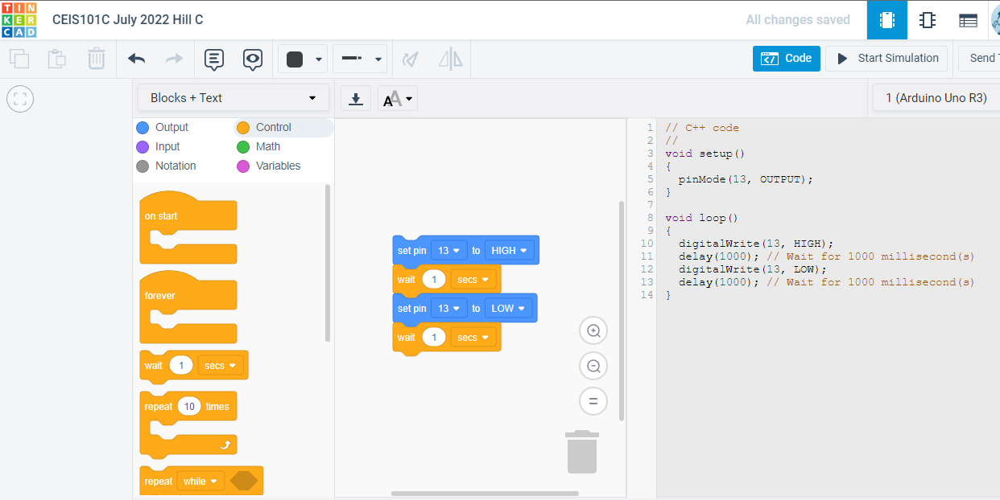 TIN
KER
CAD
CEIS101C July 2022 Hill C
All changes saved
Code
Start Simulation
Send
Blocks + Text
AA
1 (Arduino Uno R3)
Output
Control
Input
Math
Notation
Variables
on start
forever
wait 1 secs
repeat 10 times
repeat while
set pin 13 to HIGH
wait 1 secs
set pin 13 to LOW
wait 1 secs
1 // C++ code
2 //
3 void setup()
4 {
5 pinMode(13, OUTPUT);
6 }
7
8 void loop()
9 {
10 digitalWrite(13, HIGH);
11 delay(1000); // Wait for 1000 millisecond(s)
12 digitalWrite(13, LOW);
13 delay(1000); // Wait for 1000 millisecond(s)
14 }